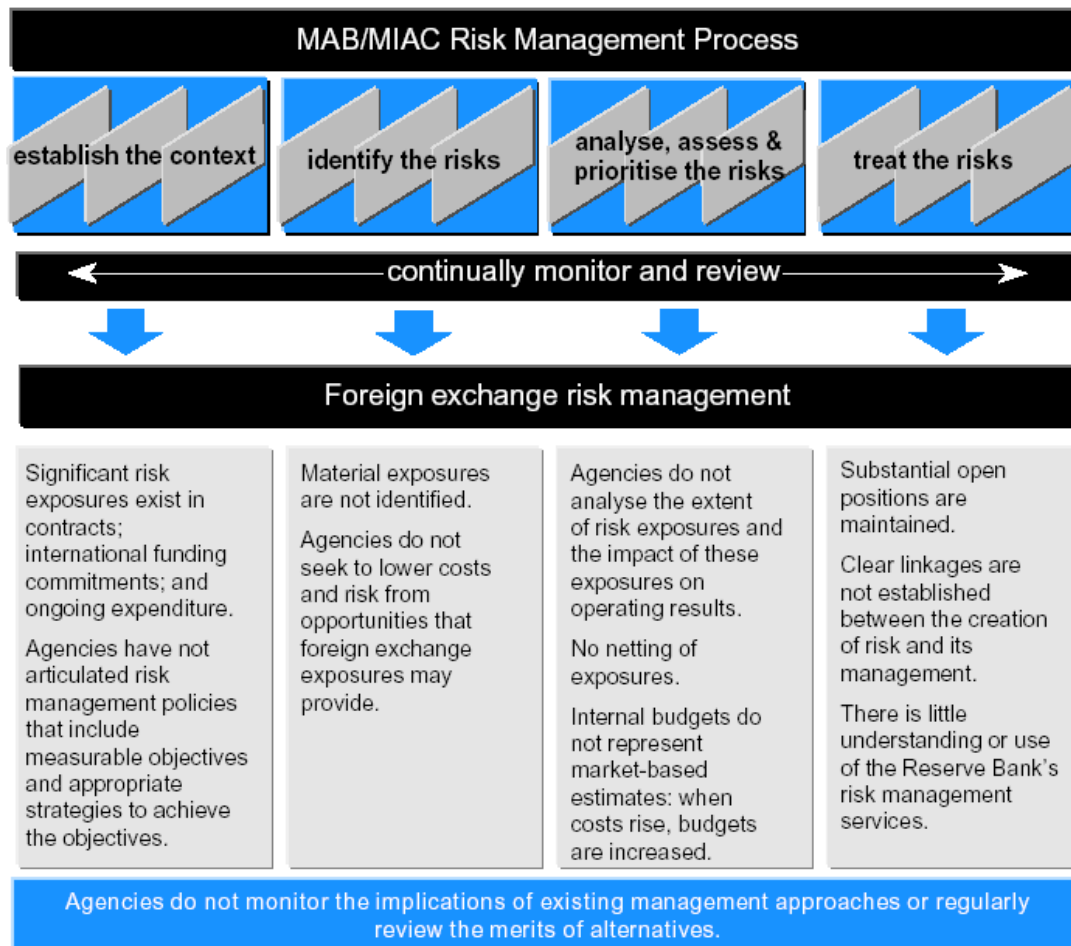 MAB/MIAC Risk Management Process
establish the context
identify the risks
analyse, assess &
prioritise the risks
treat the risks
continually monitor and review
Foreign exchange risk management
Significant risk
exposures exist in
contracts;
international funding
commitments; and
ongoing expenditure.
Agencies have not
articulated risk
management policies
that include
measurable objectives
and appropriate
strategies to achieve
the objectives.
Material exposures
are not identified.
Agencies do not
seek to lower costs
and risk from
opportunities that
foreign exchange
exposures may
provide.
Agencies do not
analyse the extent
of risk exposures and
the impact of these
exposures on
operating results.
No netting of
exposures.
Internal budgets do
not represent
market-based
estimates: when
costs rise, budgets
are increased.
Substantial open
positions are
maintained.
Clear linkages are
not established
between the creation
of risk and its
management.
There is little
understanding or use
of the Reserve Bank's
risk management
services.
Agencies do not monitor the implications of existing management approaches or regularly
review the merits of alternatives.